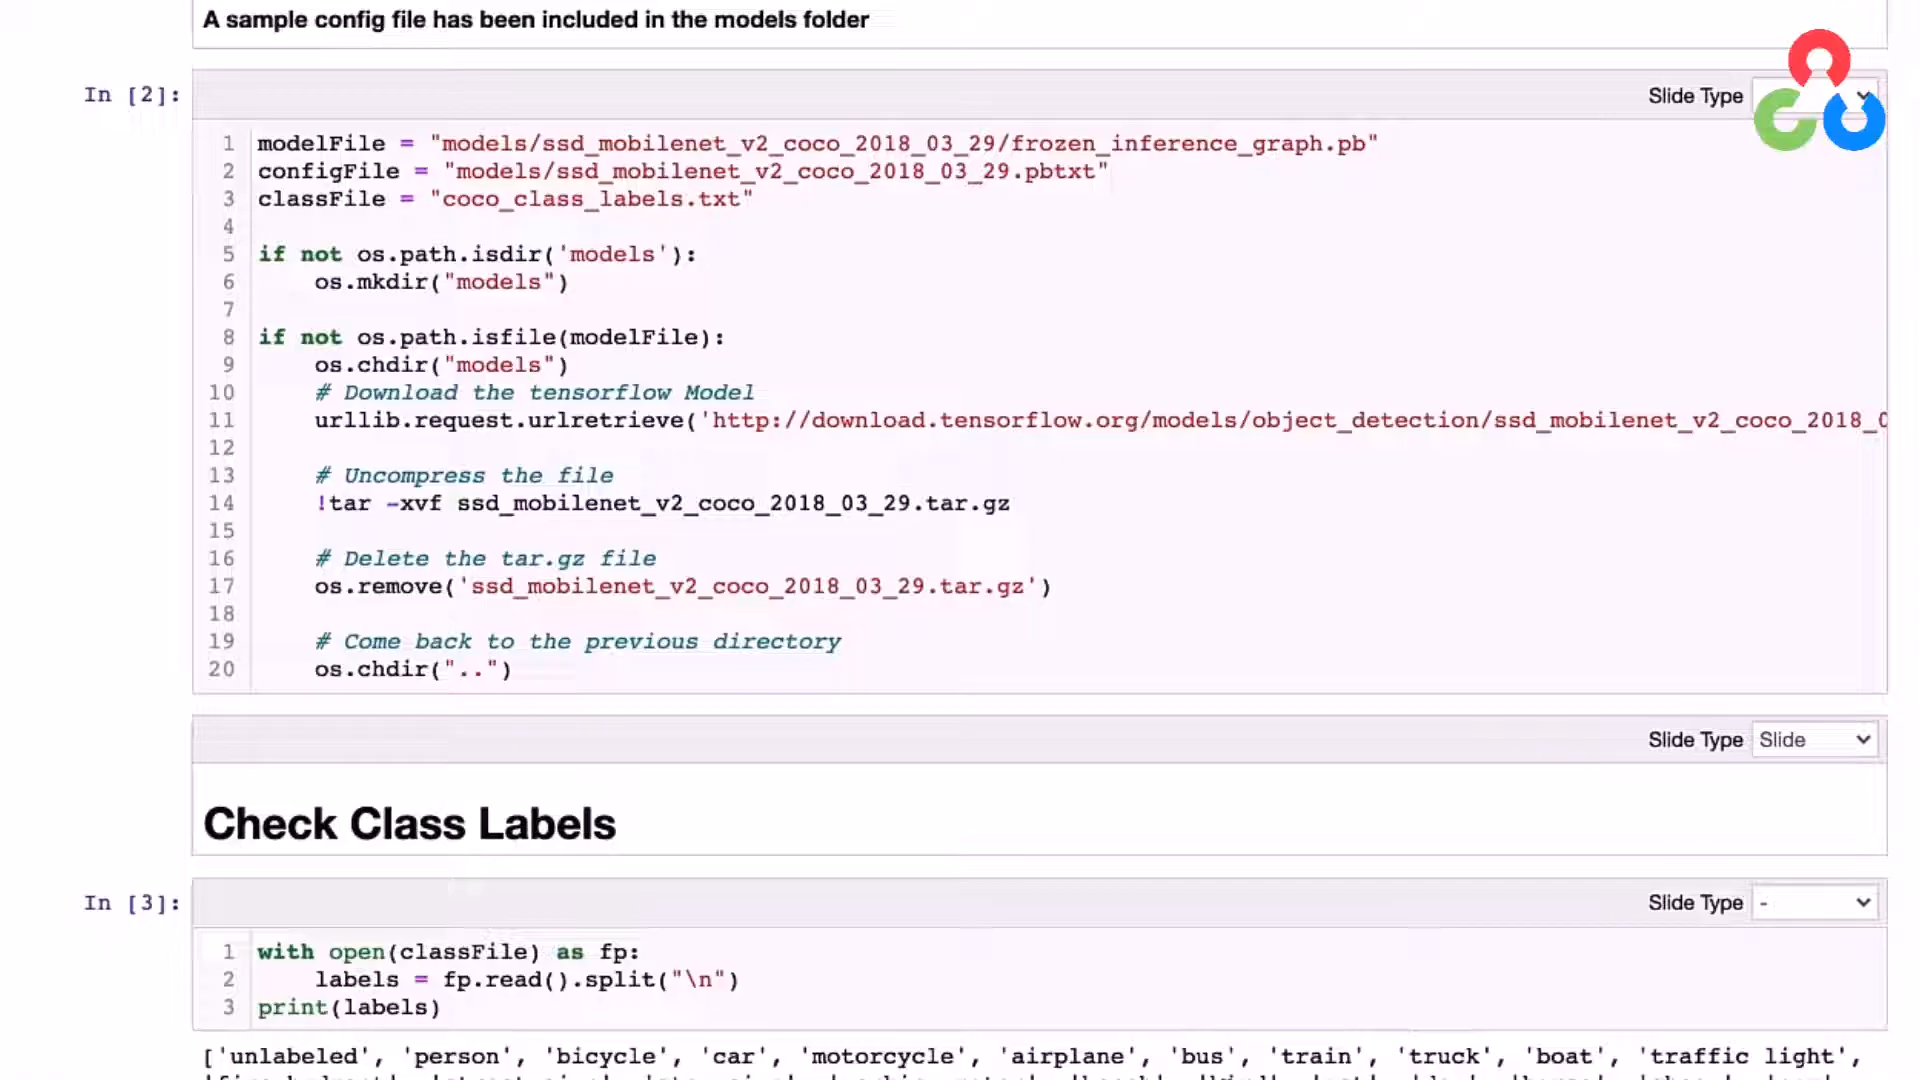 A sample config file has been included in the models folder
In [2]:
Slide Type
1 modelFile = "models/ssd_mobilenet_v2_coco_2018_03_29/frozen_inference_graph.pb"
2 configFile = "models/ssd_mobilenet_v2_coco_2018_03_29.pbtxt"
3 classFile = "coco_class_labels.txt"
4
5 if not os.path.isdir('models'):
6     os.mkdir("models")
7
8 if not os.path.isfile(modelFile):
9     os.chdir("models")
10     # Download the tensorflow Model
11     urllib.request.urlretrieve('http://download.tensorflow.org/models/object_detection/ssd_mobilenet_v2_coco_2018_0
12
13     # Uncompress the file
14     !tar -xvf ssd_mobilenet_v2_coco_2018_03_29.tar.gz
15
16     # Delete the tar.gz file
17     os.remove('ssd_mobilenet_v2_coco_2018_03_29.tar.gz')
18
19     # Come back to the previous directory
20     os.chdir("..")
Slide Type Slide
Check Class Labels
In [3]:
Slide Type -
1 with open(classFile) as fp:
2     labels = fp.read().split("\n")
3 print(labels)
['unlabeled', 'person', 'bicycle', 'car', 'motorcycle', 'airplane', 'bus', 'train', 'truck', 'boat', 'traffic light',